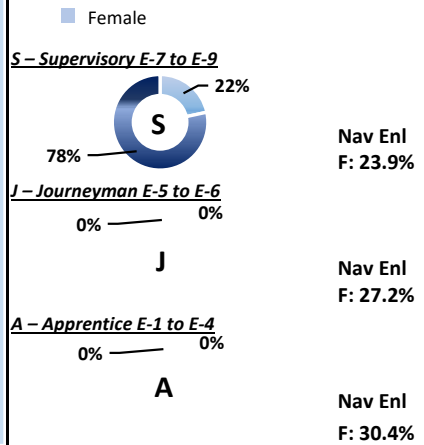 Female
S – Supervisory E-7 to E-9
22%
S
78%
Nav Enl
F: 23.9%
J – Journeyman E-5 to E-6
0%
0%
J
Nav Enl
F: 27.2%
A – Apprentice E-1 to E-4
0%
0%
A
Nav Enl
F: 30.4%